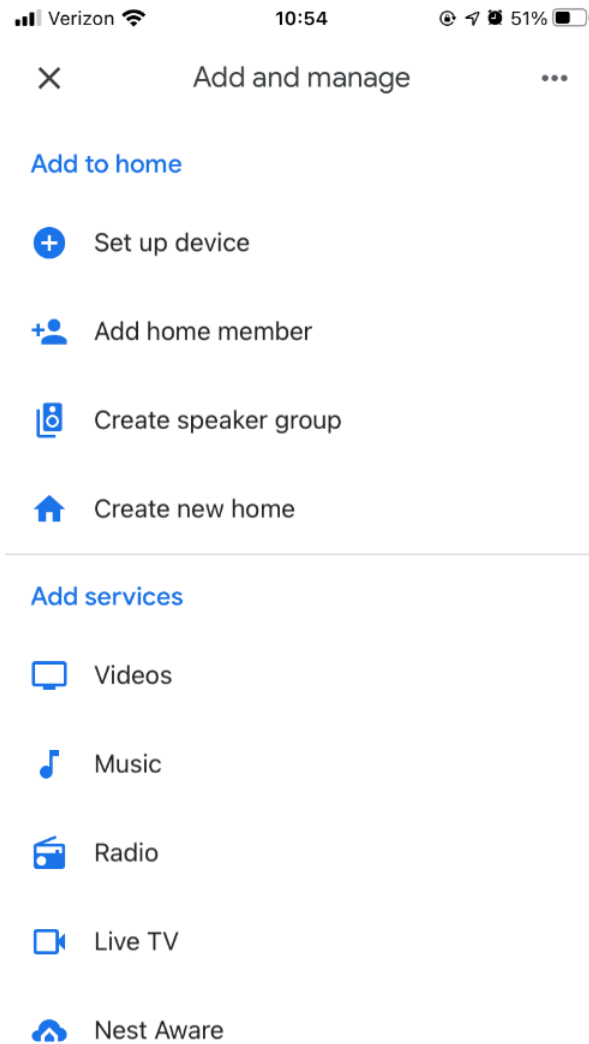 Verizon 10:54 51%
Add and manage
Add to home
Set up device
Add home member
Create speaker group
Create new home
Add services
Videos
Music
Radio
Live TV
Nest Aware